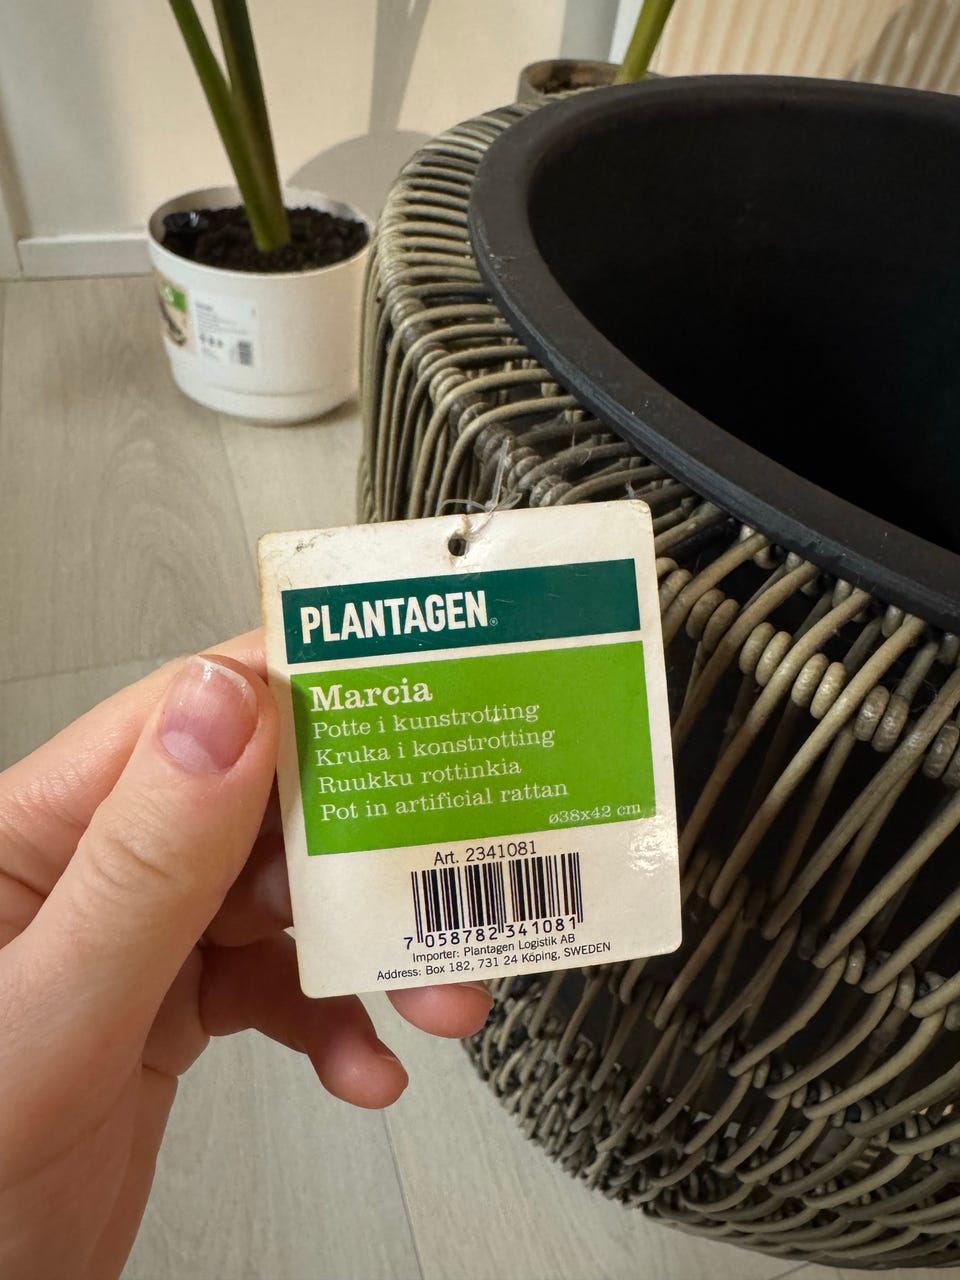 PLANTAGEN®
Marcia
Potte i kunstrotting
Kruka i konstrotting
Ruukku rottinkia
Pot in artificial rattan
ø38x42 cm
Art. 2341081
7 058782 341081
Importer: Plantagen Logistik AB
Address: Box 182, 731 24 Köping, SWEDEN